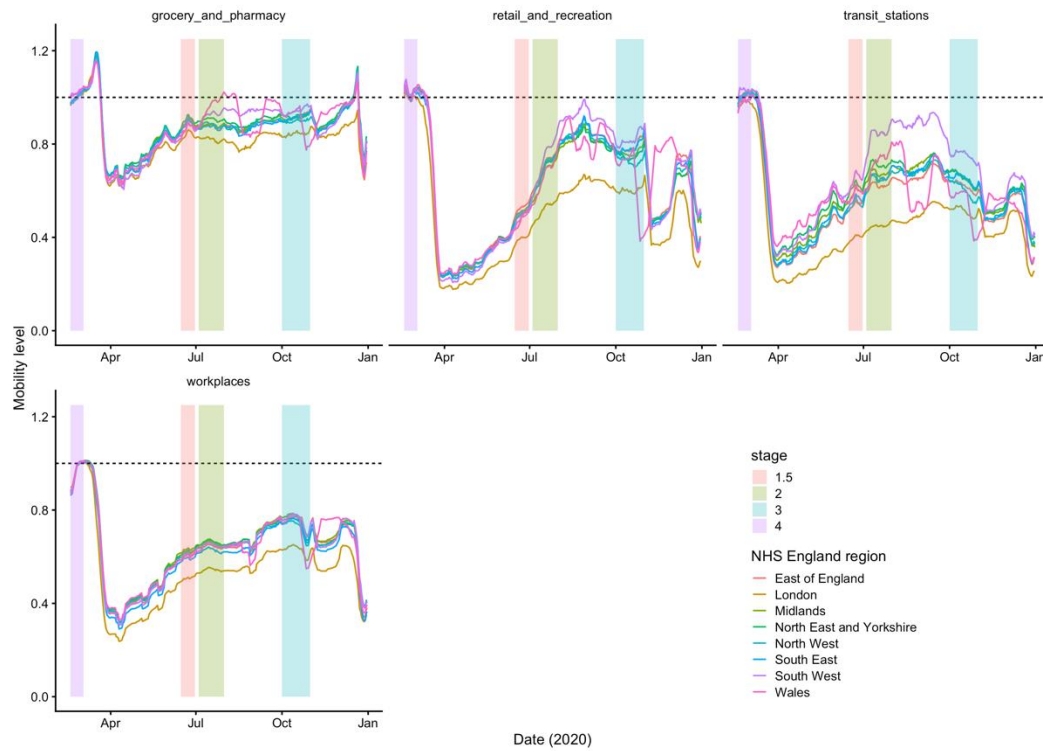 grocery_and_pharmacy
retail_and_recreation
transit_stations
1.2
0.8
0.4
0.0
Apr
Jul
Oct
Jan
Apr
Jul
Oct
Jan
Apr
Jul
Oct
Jan
workplaces
Mobility level
1.2
0.8
0.4
0.0
Apr
Jul
Oct
Jan
stage
1.5
2
3
4
NHS England region
East of England
London
Midlands
North East and Yorkshire
North West
South East
South West
Wales
Date (2020)